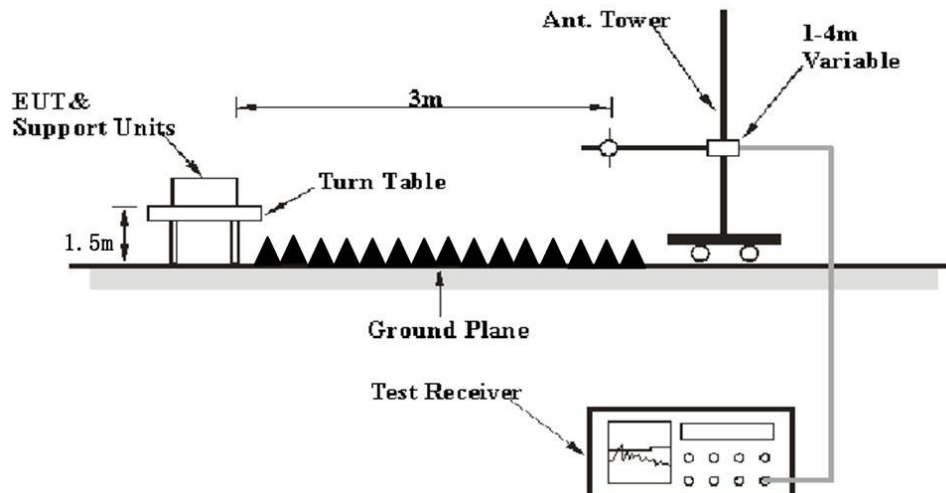 Ant. Tower
1-4m
Variable
3m
EUT&
Support Units
Turn Table
1.5m
Ground Plane
Test Receiver